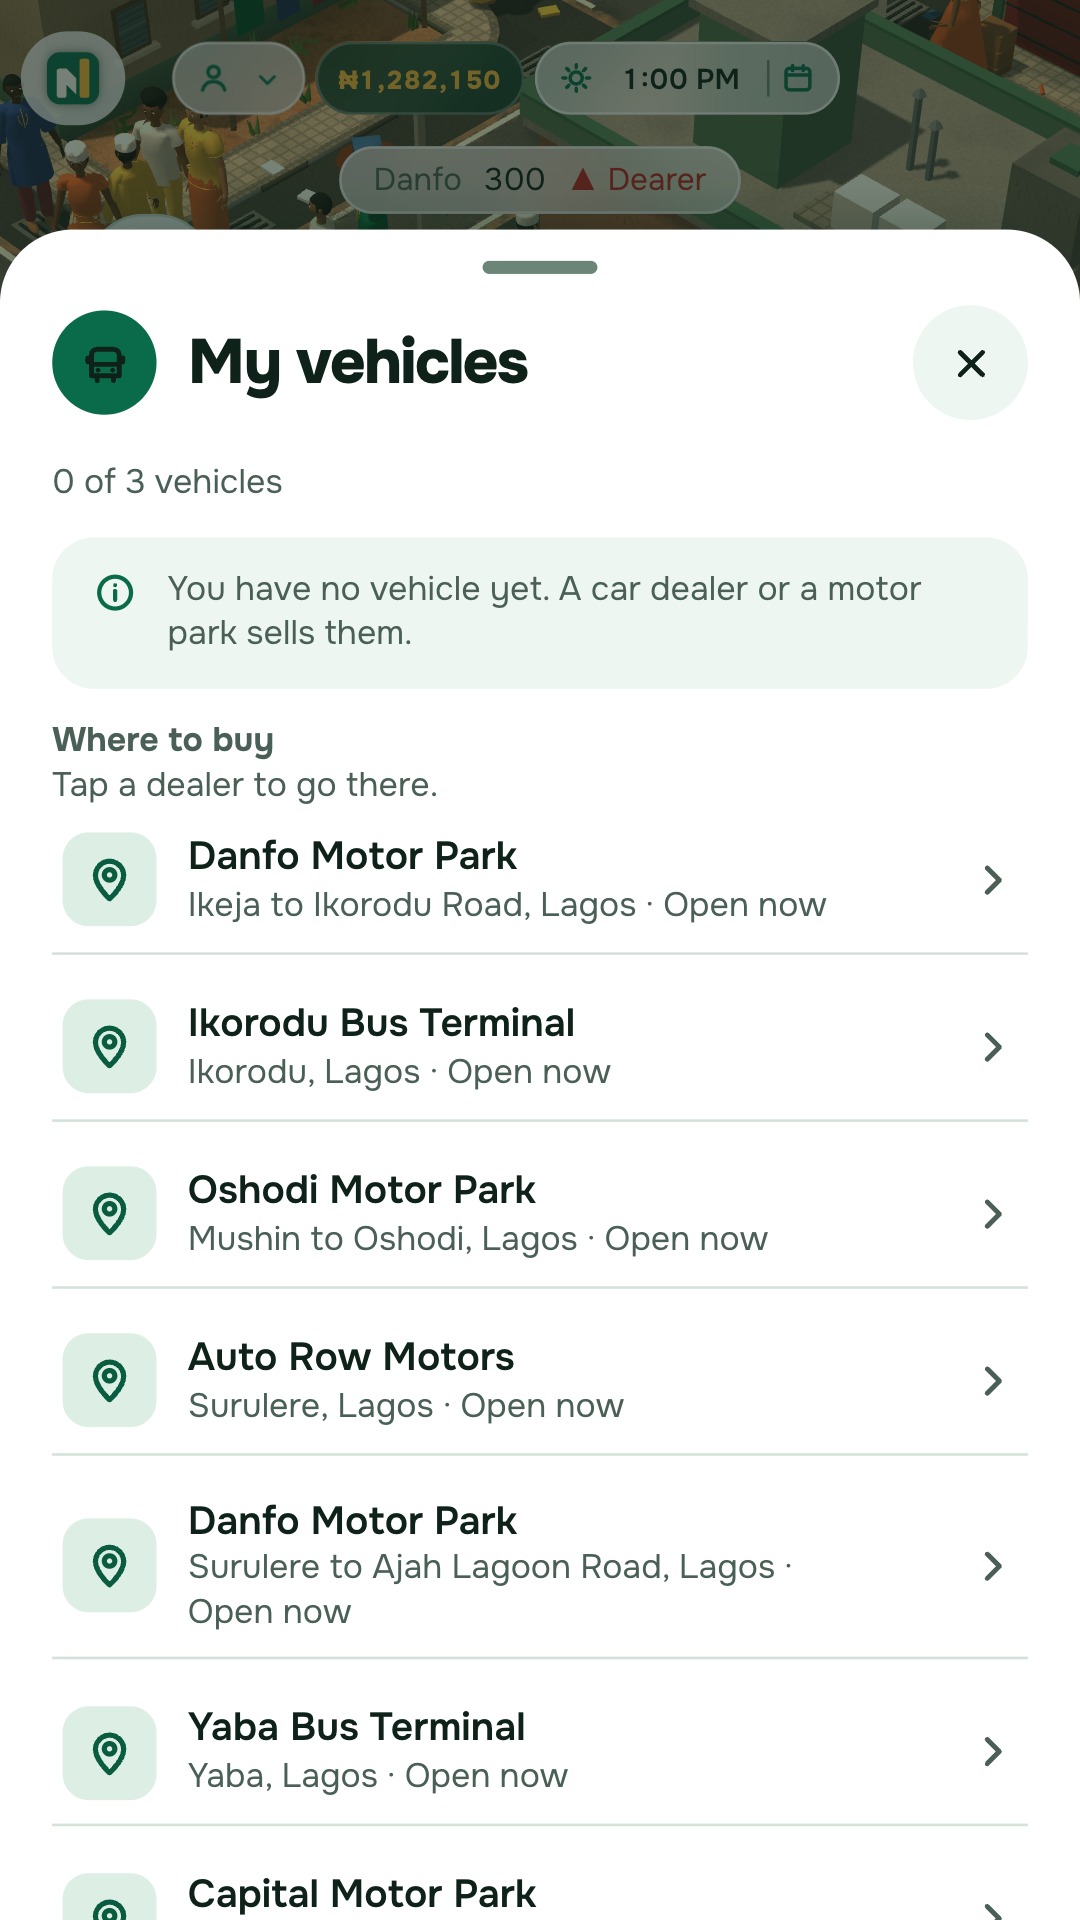 ₦1,282,150
1:00 PM
Danfo 300 ▲ Dearer
My vehicles
0 of 3 vehicles
You have no vehicle yet. A car dealer or a motor
park sells them.
Where to buy
Tap a dealer to go there.
Danfo Motor Park
Ikeja to Ikorodu Road, Lagos · Open now
Ikorodu Bus Terminal
Ikorodu, Lagos · Open now
Oshodi Motor Park
Mushin to Oshodi, Lagos · Open now
Auto Row Motors
Surulere, Lagos · Open now
Danfo Motor Park
Surulere to Ajah Lagoon Road, Lagos ·
Open now
Yaba Bus Terminal
Yaba, Lagos · Open now
Capital Motor Park